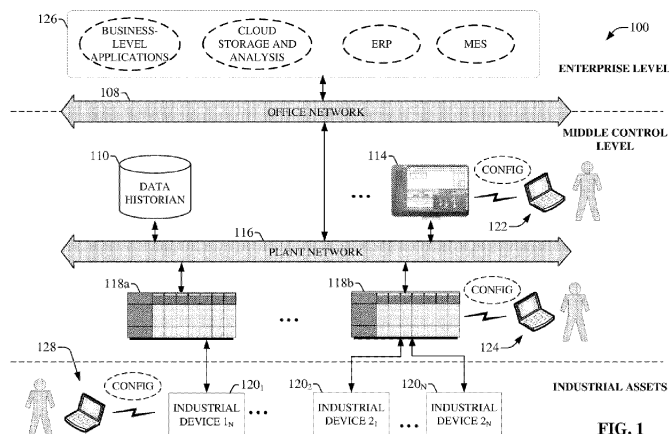 126
BUSINESS-
LEVEL
APPLICATIONS
CLOUD
STORAGE AND
ANALYSIS
ERP
MES
100
ENTERPRISE LEVEL
108
OFFICE NETWORK
MIDDLE CONTROL
LEVEL
110
DATA
HISTORIAN
...
114
CONFIG
122
116
PLANT NETWORK
118a
...
118b
CONFIG
124
128
CONFIG
120₁
120₂
120N
INDUSTRIAL ASSETS
INDUSTRIAL
DEVICE 1N
...
INDUSTRIAL
DEVICE 2₁
...
INDUSTRIAL
DEVICE 2N
FIG. 1